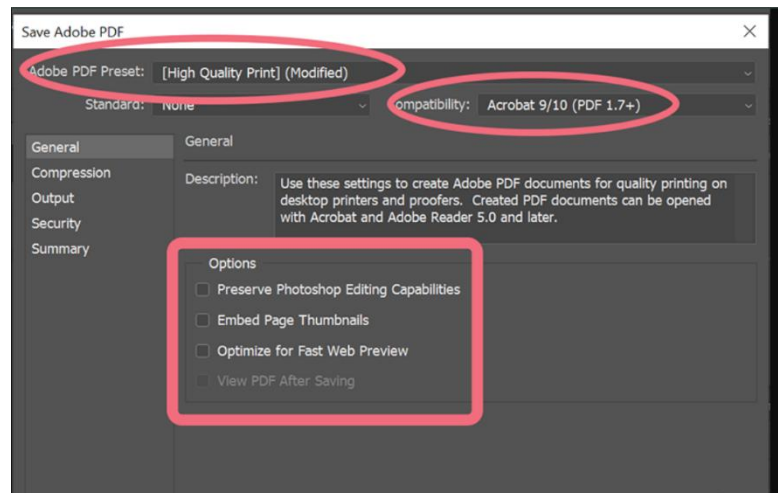 Save Adobe PDF
Adobe PDF Preset: [High Quality Print] (Modified)
Standard: None Compatibility: Acrobat 9/10 (PDF 1.7+)
General
Compression
Output
Security
Summary
General
Description: Use these settings to create Adobe PDF documents for quality printing on
desktop printers and proofers. Created PDF documents can be opened
with Acrobat and Adobe Reader 5.0 and later.
Options
Preserve Photoshop Editing Capabilities
Embed Page Thumbnails
Optimize for Fast Web Preview
View PDF After Saving